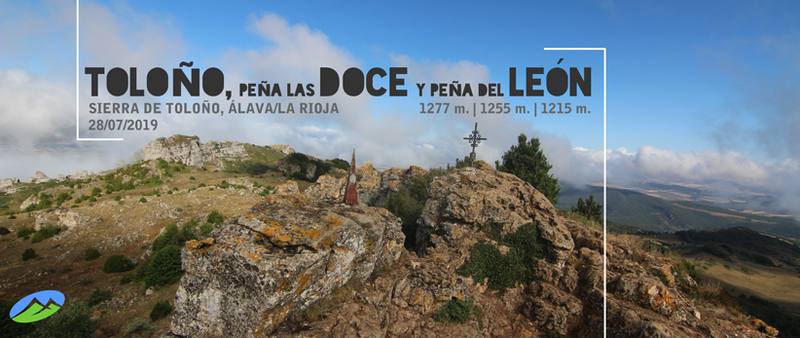 TOLOÑO, PEÑA LAS DOCE Y PEÑA DEL LEÓN
SIERRA DE TOLOÑO, ÁLAVA/LA RIOJA 1277 m. | 1255 m. | 1215 m.
28/07/2019